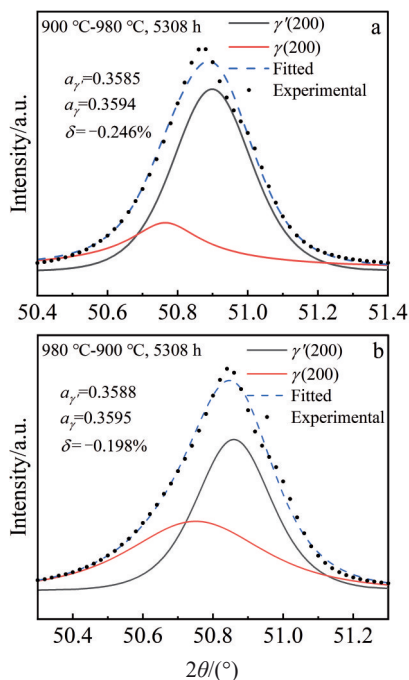 900 ℃-980 ℃, 5308 h
γ′(200)
a
γ(200)
Fitted
Experimental
aγ′=0.3585
aγ=0.3594
δ=−0.246%
Intensity/a.u.
50.4 50.6 50.8 51.0 51.2 51.4
980 ℃-900 ℃, 5308 h
γ′(200)
b
γ(200)
Fitted
Experimental
aγ′=0.3588
aγ=0.3595
δ=−0.198%
Intensity/a.u.
50.4 50.6 50.8 51.0 51.2
2θ/(°)